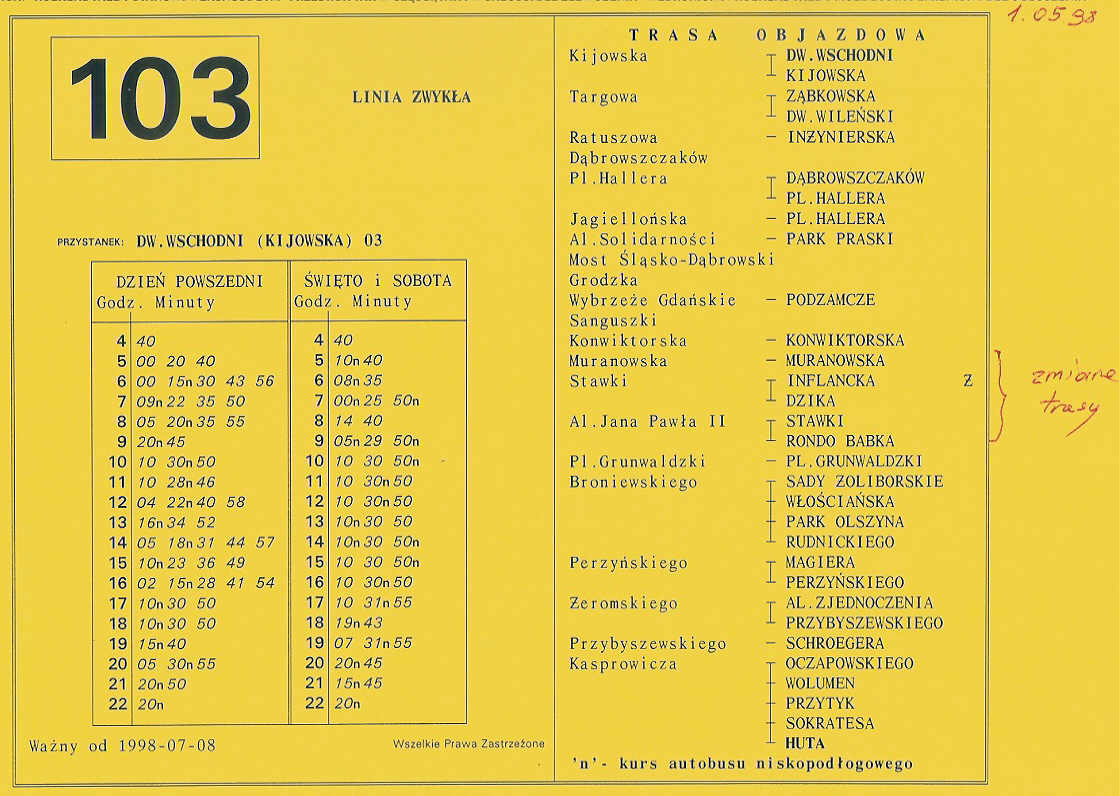 1.05.98
103
LINIA ZWYKŁA
PRZYSTANEK: DW.WSCHODNI (KIJOWSKA) 03
DZIEŃ POWSZEDNI
Godz. Minuty
4 40
5 00 20 40
6 00 15n 30 43 56
7 09n 22 35 50
8 05 20n 35 55
9 20n 45
10 10 30n 50
11 10 28n 46
12 04 22n 40 58
13 16n 34 52
14 05 18n 31 44 57
15 10n 23 36 49
16 02 15n 28 41 54
17 10n 30 50
18 10n 30 50
19 15n 40
20 05 30n 55
21 20n 50
22 20n
ŚWIĘTO i SOBOTA
Godz. Minuty
4 40
5 10n 40
6 08n 35
7 00n 25 50n
8 14 40
9 05n 29 50n
10 10 30 50n
11 10 30n 50
12 10 30n 50
13 10n 30 50
14 10n 30 50n
15 10 30 50n
16 10 30n 50
17 10 31n 55
18 19n 43
19 07 31n 55
20 20n 45
21 15n 45
22 20n
Ważny od 1998-07-08
Wszelkie Prawa Zastrzeżone
TRASA OBJAZDOWA
Kijowska DW.WSCHODNI
KIJOWSKA
Targowa ZĄBKOWSKA
DW.WILEŃSKI
Ratuszowa – INŻYNIERSKA
Dąbrowszczaków
Pl.Hallera DĄBROWSZCZAKÓW
PL.HALLERA
Jagiellońska – PL.HALLERA
Al.Solidarności – PARK PRASKI
Most Śląsko-Dąbrowski
Grodzka
Wybrzeże Gdańskie – PODZAMCZE
Sanguszki
Konwiktorska – KONWIKTORSKA
Muranowska – MURANOWSKA
Stawki INFLANCKA Z
DZIKA
Al.Jana Pawła II STAWKI
RONDO BABKA
Pl.Grunwaldzki – PL.GRUNWALDZKI
Broniewskiego SADY ŻOLIBORSKIE
WŁOŚCIAŃSKA
PARK OLSZYNA
RUDNICKIEGO
Perzyńskiego MAGIERA
PERZYŃSKIEGO
Żeromskiego AL.ZJEDNOCZENIA
PRZYBYSZEWSKIEGO
Przybyszewskiego – SCHROEGERA
Kasprowicza OCZAPOWSKIEGO
WOLUMEN
PRZYTYK
SOKRATESA
HUTA
'n'- kurs autobusu niskopodłogowego
zmiana
trasy